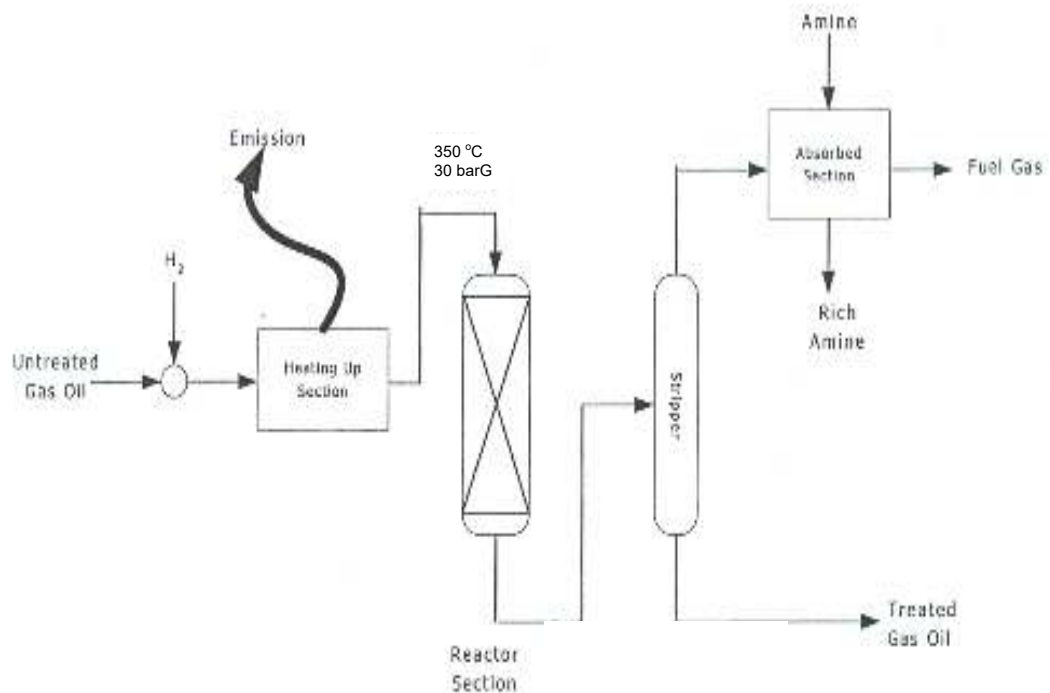 Amine
Emission
350 °C
30 barG
Absorbed
Section
Fuel Gas
H₂
Rich
Amine
Untreated
Gas Oil
Heating Up
Section
Stripper
Treated
Gas Oil
Reactor
Section